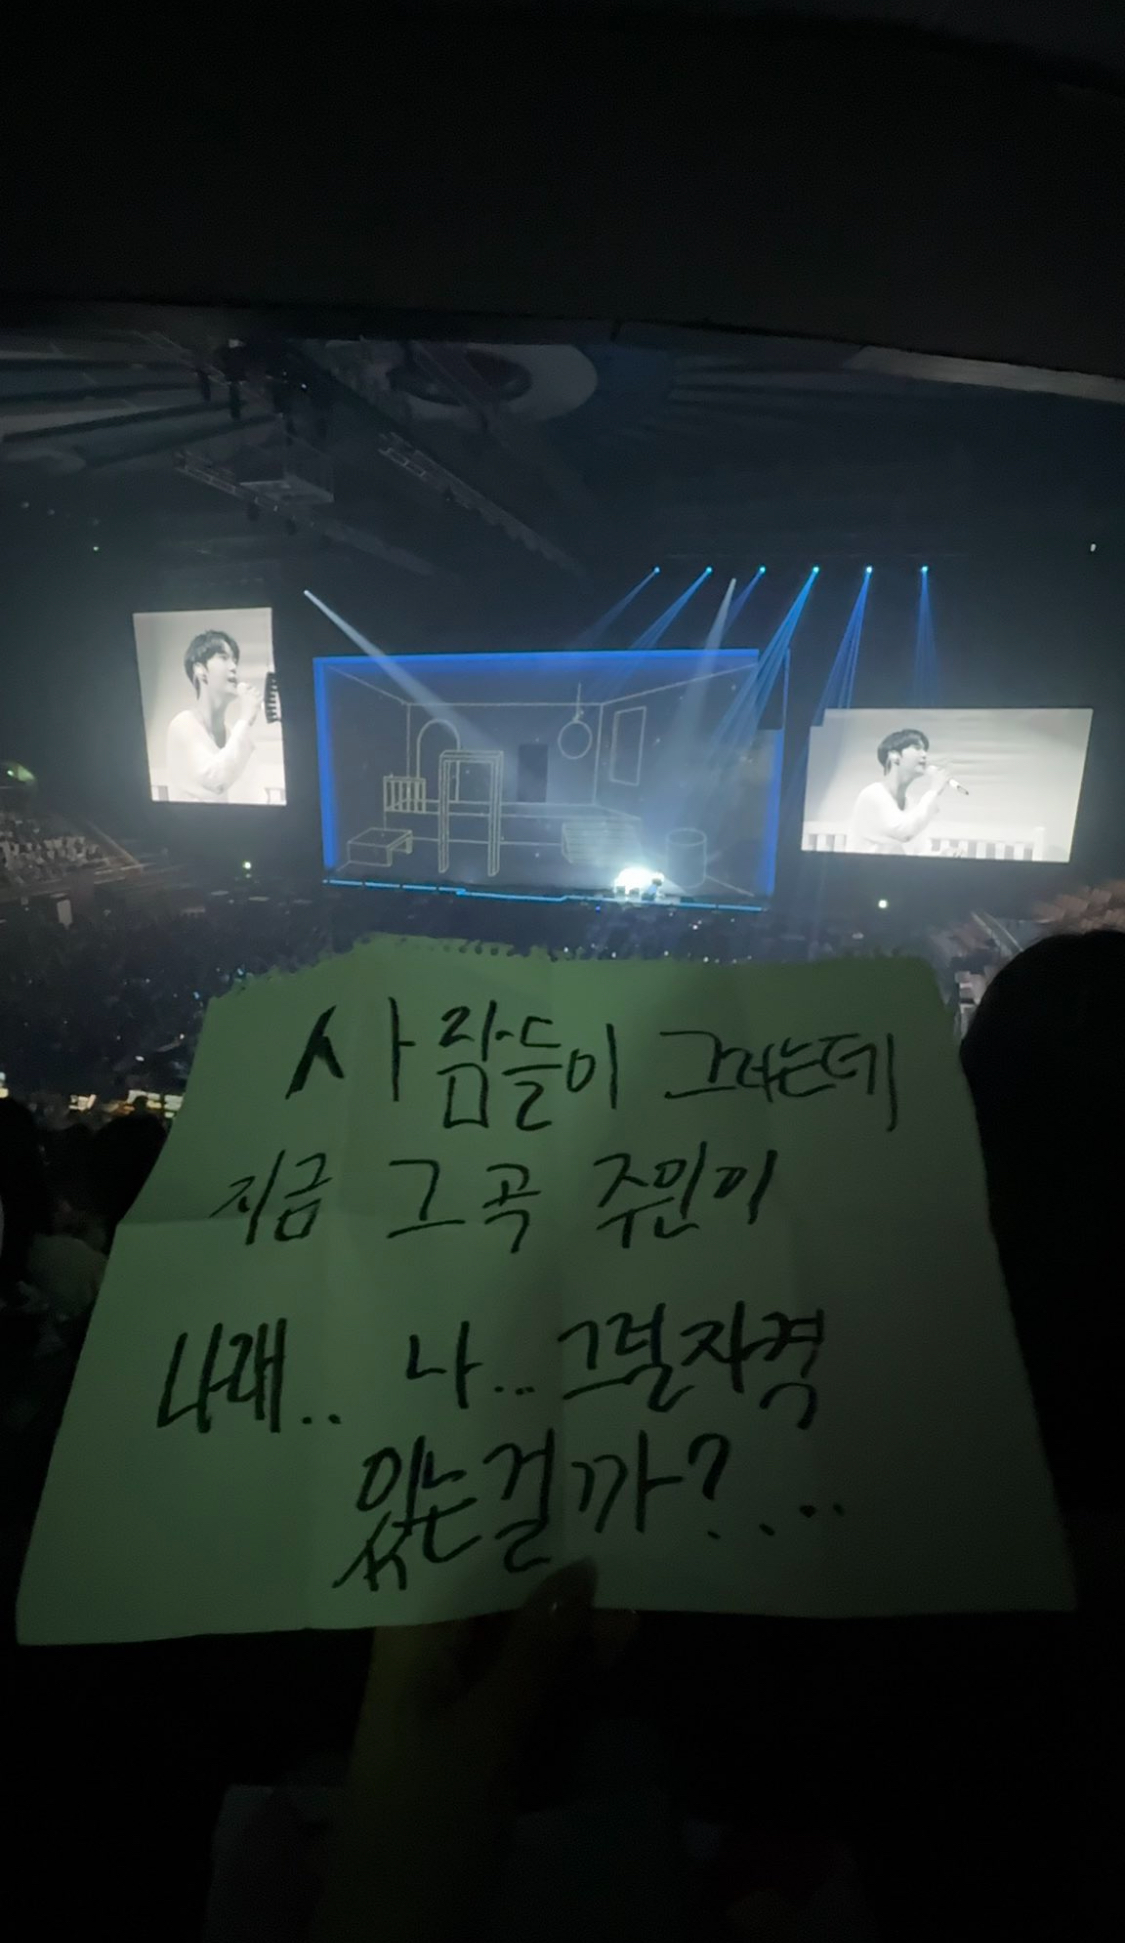 사람들이 그러는데
지금 그 곡 주인이
나래.. 나... 그럴자격
있는걸까?...